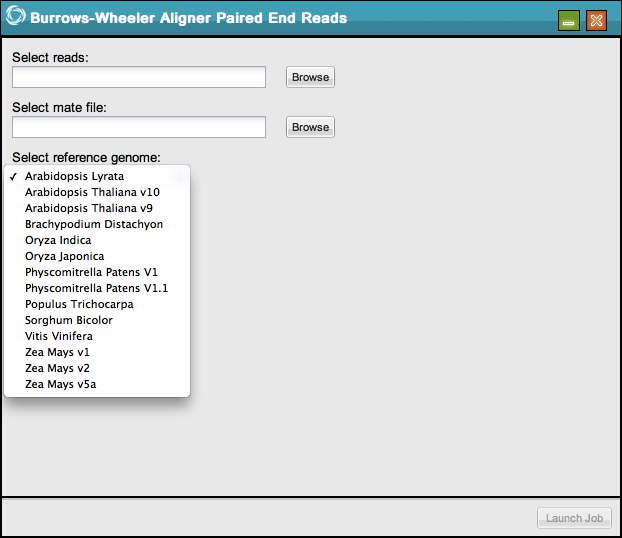 Burrows-Wheeler Aligner Paired End Reads
Select reads:
Browse
Select mate file:
Browse
Select reference genome:
✓ Arabidopsis Lyrata
Arabidopsis Thaliana v10
Arabidopsis Thaliana v9
Brachypodium Distachyon
Oryza Indica
Oryza Japonica
Physcomitrella Patens V1
Physcomitrella Patens V1.1
Populus Trichocarpa
Sorghum Bicolor
Vitis Vinifera
Zea Mays v1
Zea Mays v2
Zea Mays v5a
Launch Job